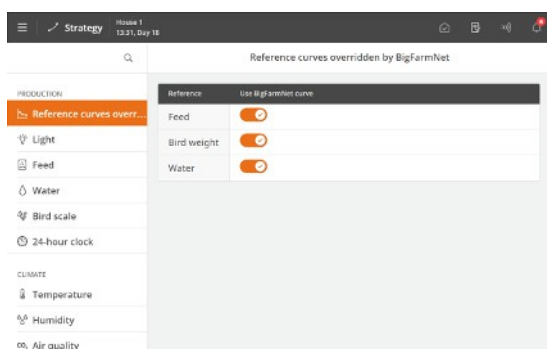 Strategy
House 1
13:31, Day 18
Reference curves overridden by BigFarmNet
PRODUCTION
Reference curves overr...
Light
Feed
Water
Bird scale
24-hour clock
CLIMATE
Temperature
Humidity
Air quality
Reference Use BigFarmNet curve
Feed
Bird weight
Water